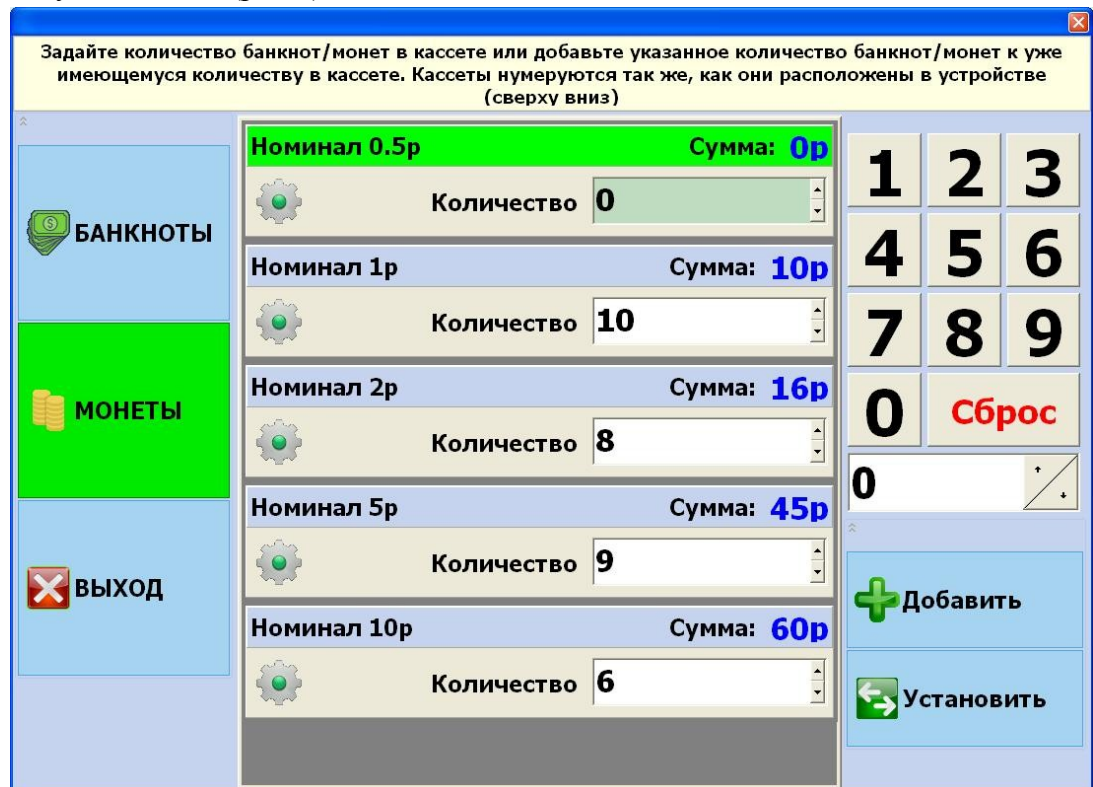 Задайте количество банкнот/монет в кассете или добавьте указанное количество банкнот/монет к уже
имеющемуся количеству в кассете. Кассеты нумеруются так же, как они расположены в устройстве
(сверху вниз)
БАНКНОТЫ
МОНЕТЫ
ВЫХОД
Номинал 0.5р Сумма: 0р
Количество 0
Номинал 1р Сумма: 10р
Количество 10
Номинал 2р Сумма: 16р
Количество 8
Номинал 5р Сумма: 45р
Количество 9
Номинал 10р Сумма: 60р
Количество 6
1 2 3
4 5 6
7 8 9
0 Сброс
0
Добавить
Установить